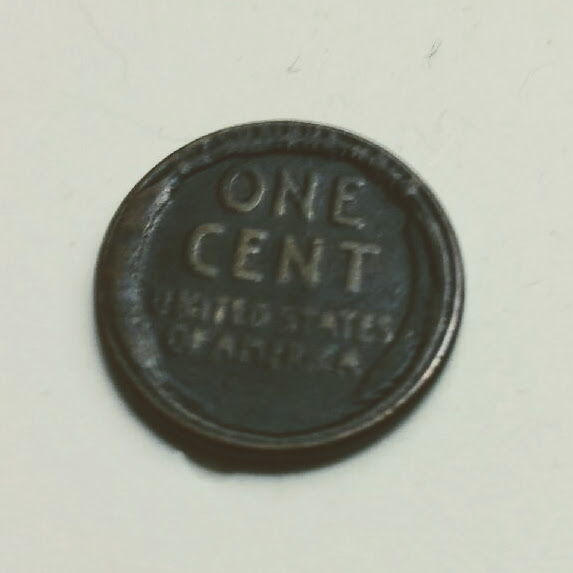 ONE
CENT
UNITED STATES
OF AMERICA